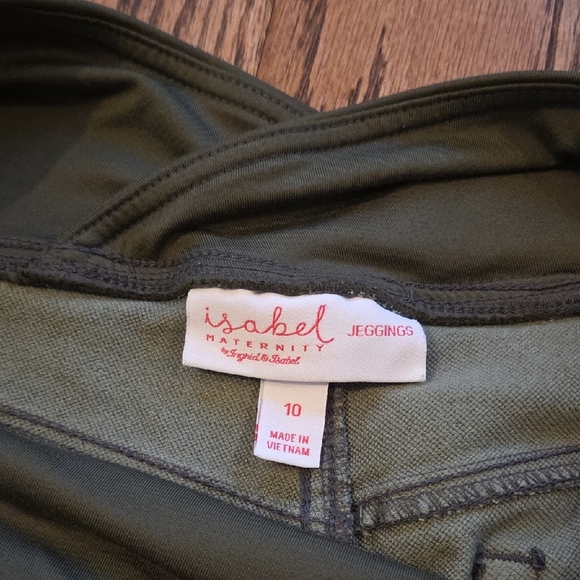 isabel
MATERNITY
by Ingrid & Isabel
JEGGINGS
10
MADE IN
VIETNAM